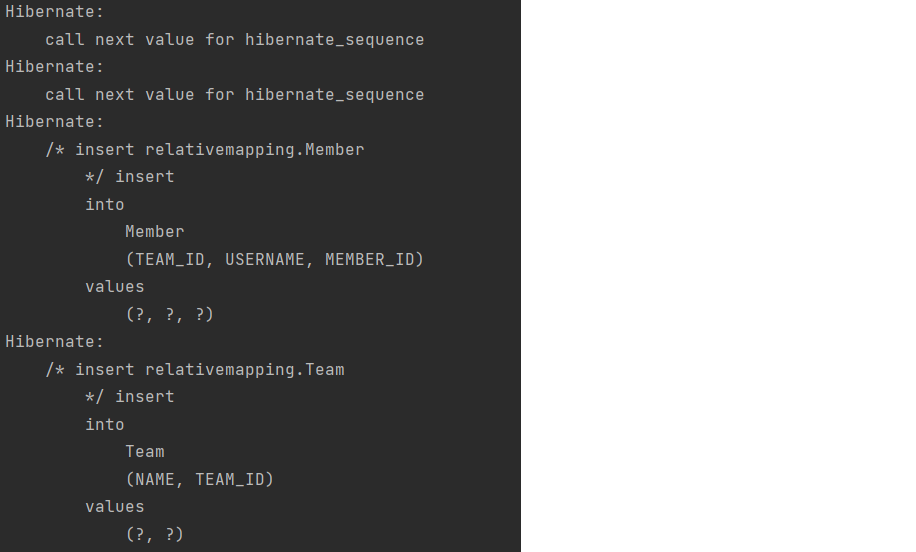 Hibernate:
    call next value for hibernate_sequence
Hibernate:
    call next value for hibernate_sequence
Hibernate:
    /* insert relativemapping.Member
        */ insert
        into
            Member
            (TEAM_ID, USERNAME, MEMBER_ID)
        values
            (?, ?, ?)
Hibernate:
    /* insert relativemapping.Team
        */ insert
        into
            Team
            (NAME, TEAM_ID)
        values
            (?, ?)